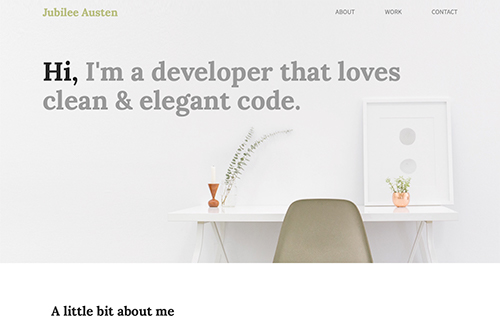 Jubilee Austen
ABOUT WORK CONTACT
Hi, I'm a developer that loves
clean & elegant code.
A little bit about me